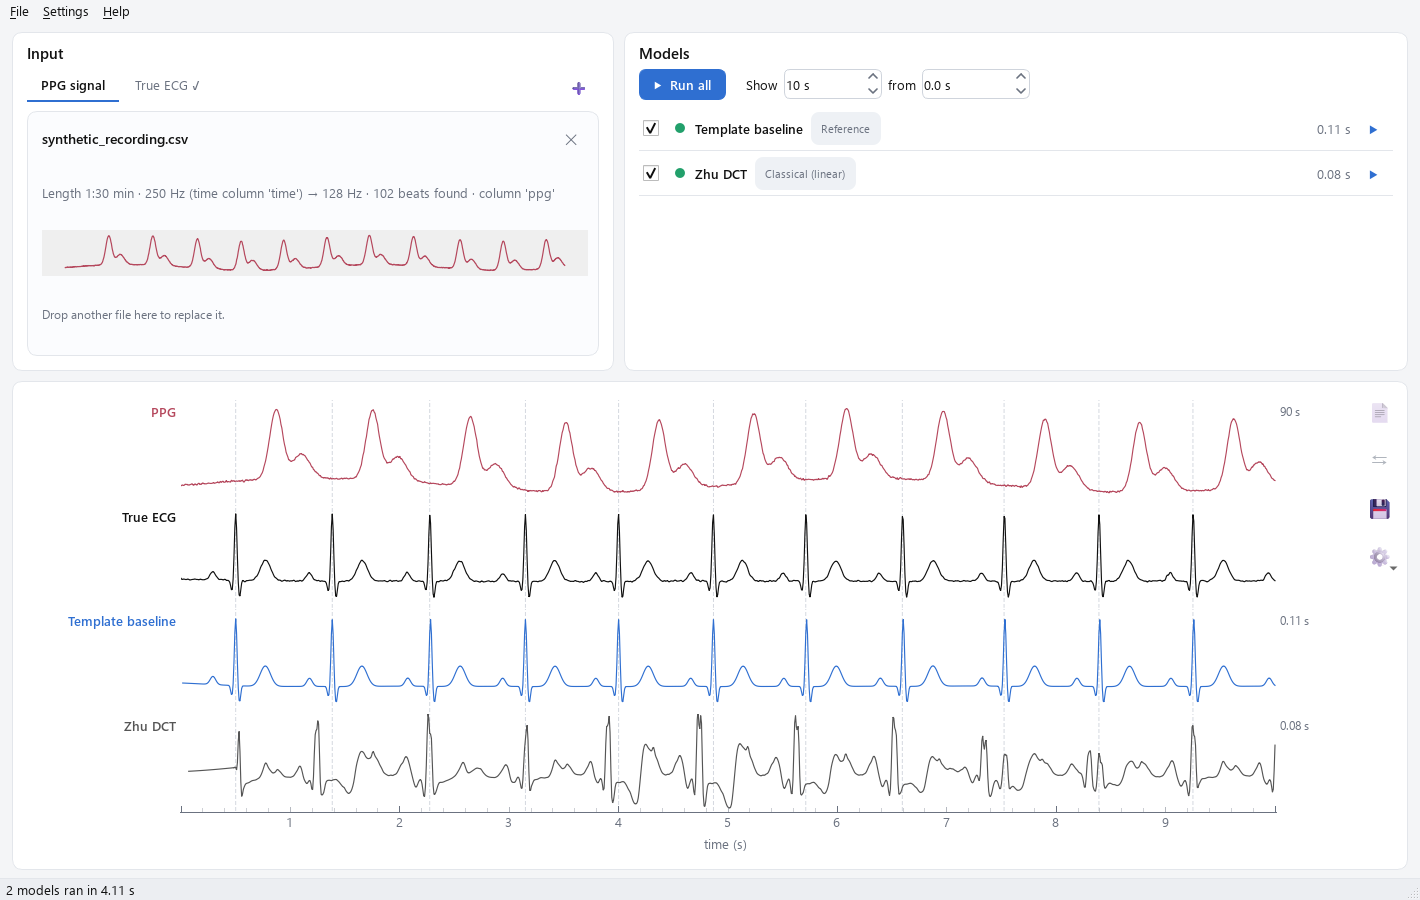 File Settings Help
Input
PPG signal True ECG ✓
synthetic_recording.csv
Length 1:30 min · 250 Hz (time column 'time') → 128 Hz · 102 beats found · column 'ppg'
Drop another file here to replace it.
Models
Run all Show 10 s from 0.0 s
Template baseline Reference 0.11 s
Zhu DCT Classical (linear) 0.08 s
PPG 90 s
True ECG
Template baseline 0.11 s
Zhu DCT 0.08 s
1 2 3 4 5 6 7 8 9
time (s)
2 models ran in 4.11 s